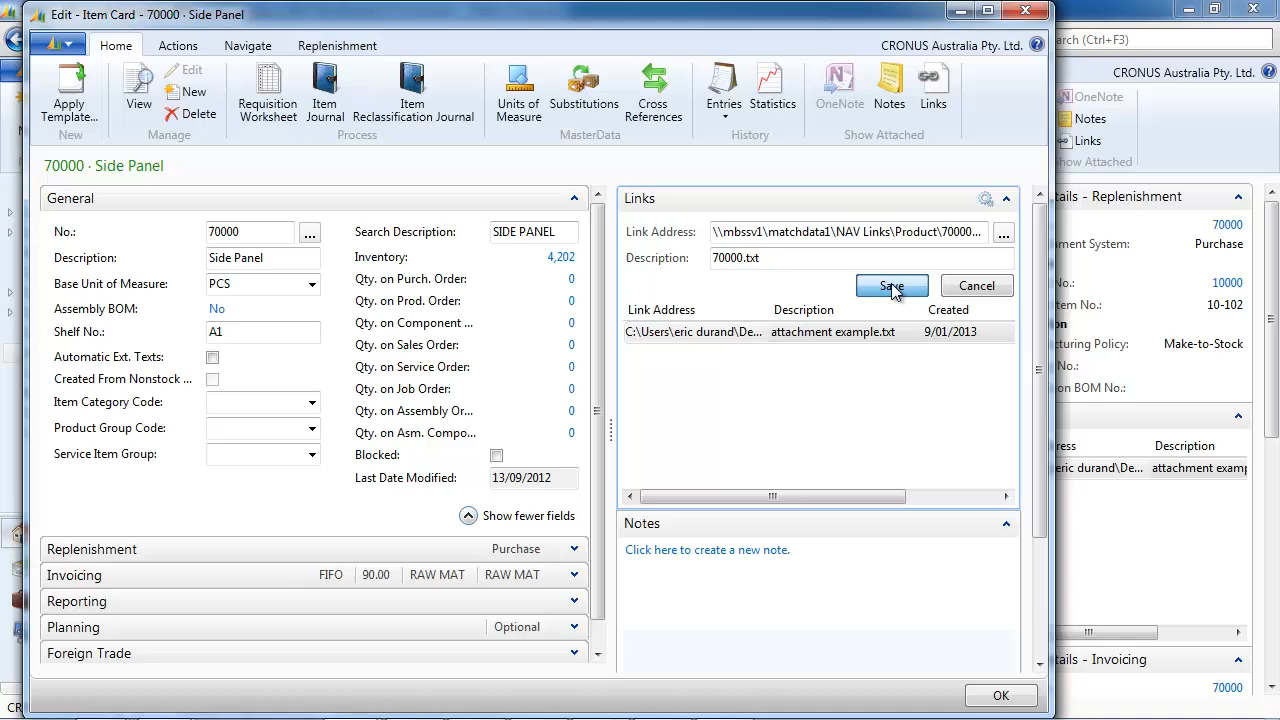 Edit - Item Card - 70000 - Side Panel
Home Actions Navigate Replenishment CRONUS Australia Pty. Ltd.
Apply Template...
New
View
Edit
New
Delete
Manage
Requisition Worksheet
Item Journal
Item Reclassification Journal
Process
Units of Measure
Substitutions
Cross References
MasterData
Entries
Statistics
History
OneNote
Notes
Links
Show Attached
70000 · Side Panel
General
No.: 70000
Description: Side Panel
Base Unit of Measure: PCS
Assembly BOM: No
Shelf No.: A1
Automatic Ext. Texts:
Created From Nonstock ...
Item Category Code:
Product Group Code:
Service Item Group:
Search Description: SIDE PANEL
Inventory: 4,202
Qty. on Purch. Order: 0
Qty. on Prod. Order: 0
Qty. on Component ... 0
Qty. on Sales Order: 0
Qty. on Service Order: 0
Qty. on Job Order: 0
Qty. on Assembly Or... 0
Qty. on Asm. Compo... 0
Blocked:
Last Date Modified: 13/09/2012
Show fewer fields
Replenishment Purchase
Invoicing FIFO 90.00 RAW MAT RAW MAT
Reporting
Planning Optional
Foreign Trade
Links
Link Address: \\mbssv1\matchdata1\NAV Links\Product\70000...
...
Description: 70000.txt
Save Cancel
Link Address Description Created
C:\Users\eric durand\De... attachment example.txt 9/01/2013
Notes
Click here to create a new note.
OK
arch (Ctrl+F3)
CRONUS Australia Pty. Ltd.
OneNote
Notes
Links
how Attached
etails - Replenishment
70000
ment System: Purchase
No.: 10000
tem No.: 10-102
on
turing Policy: Make-to-Stock
No.:
on BOM No.:
ress Description
eric durand\De... attachment examp
etails - Invoicing
70000
CR